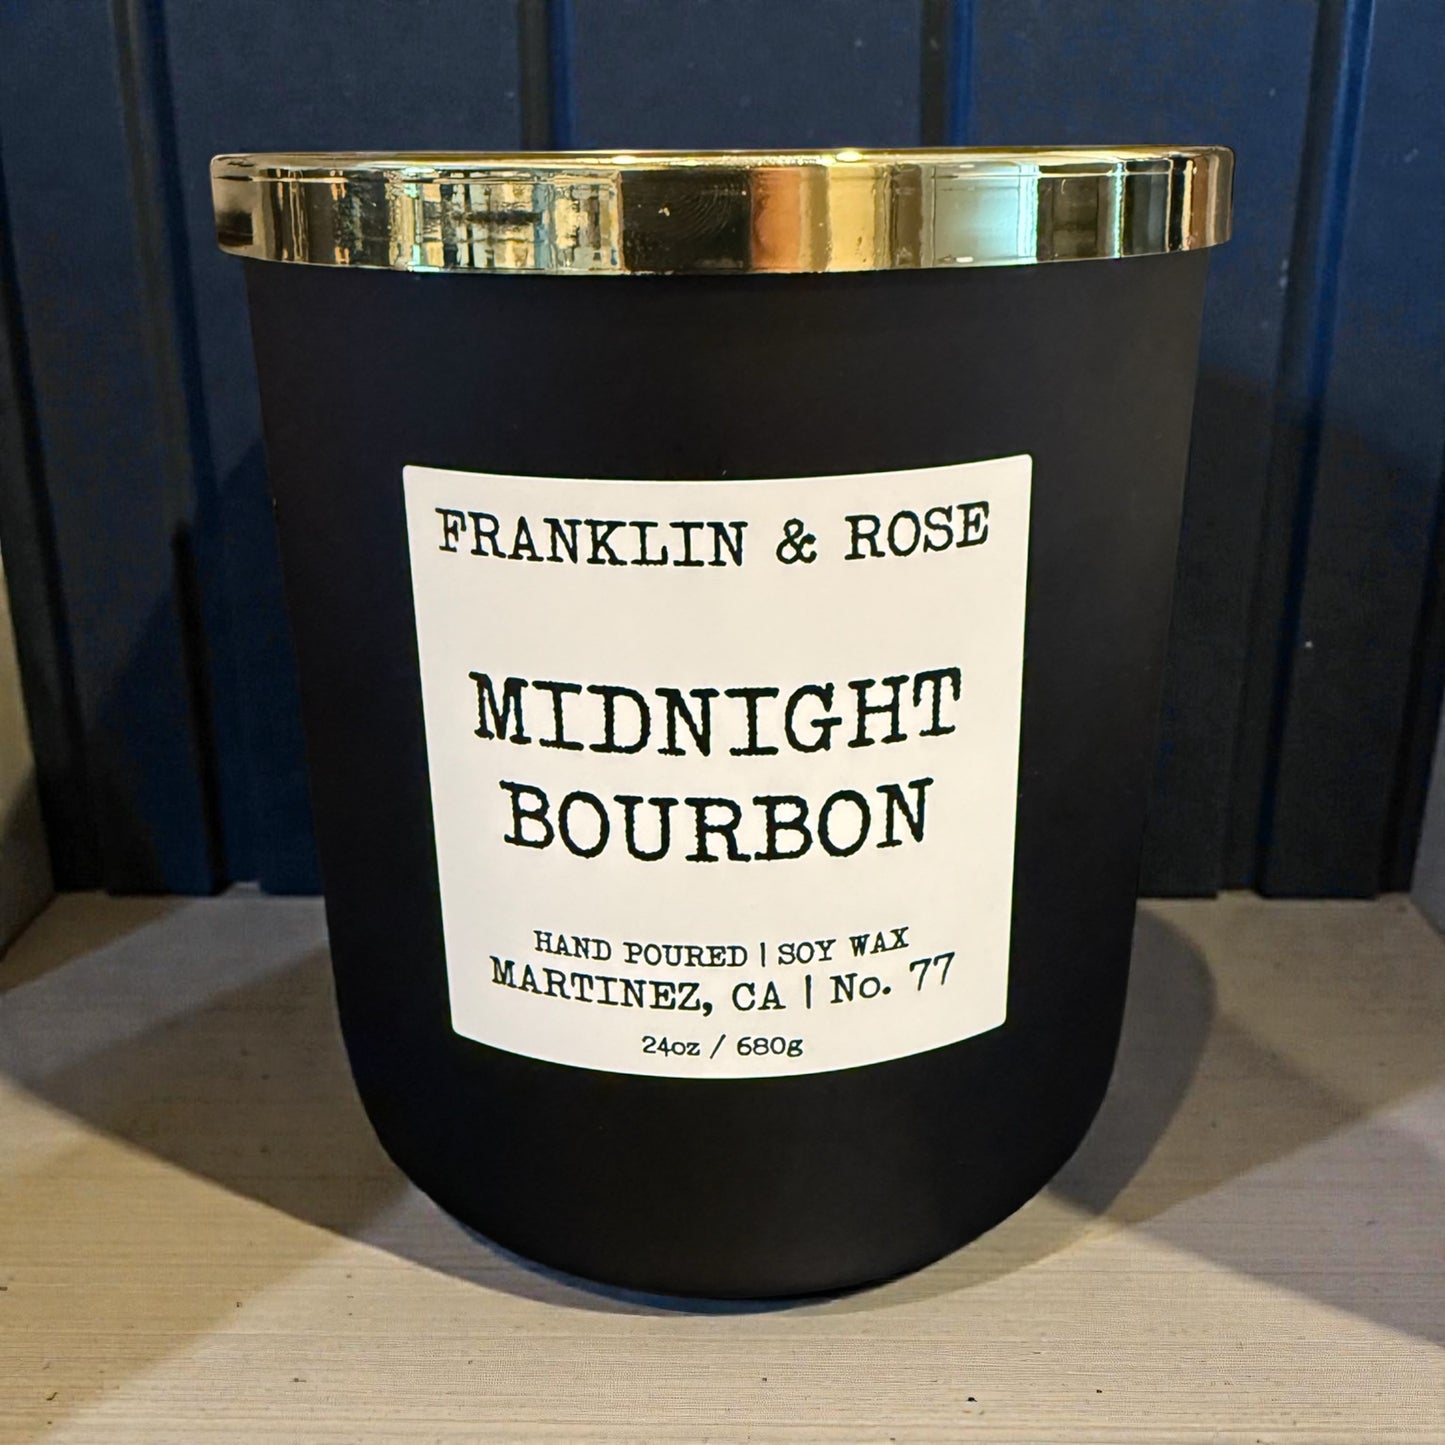 FRANKLIN & ROSE
MIDNIGHT
BOURBON
HAND POURED | SOY WAX
MARTINEZ, CA | No. 77
24oz / 680g